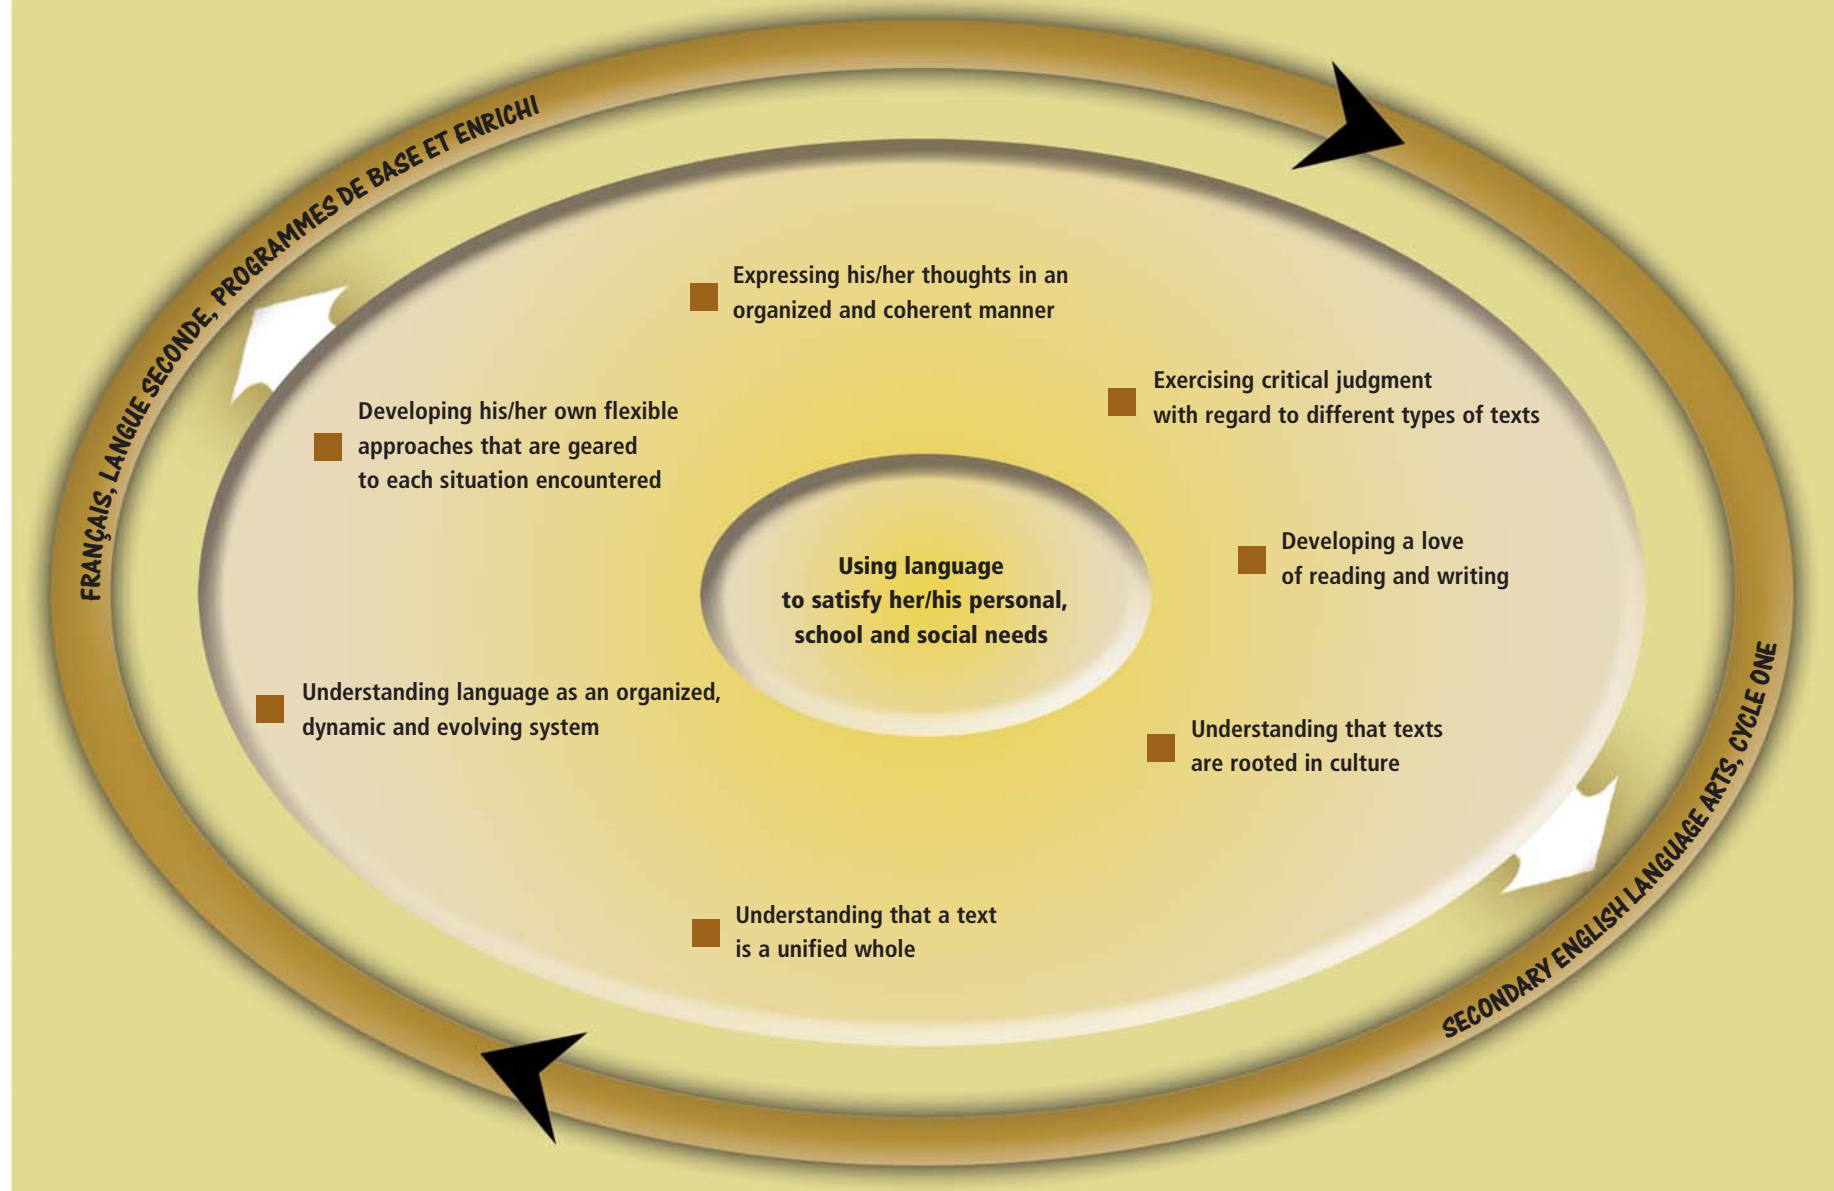 FRANÇAIS, LANGUE SECONDE, PROGRAMMES DE BASE ET ENRICHI
Expressing his/her thoughts in an
organized and coherent manner
Exercising critical judgment
with regard to different types of texts
Developing his/her own flexible
approaches that are geared
to each situation encountered
Developing a love
of reading and writing
Using language
to satisfy her/his personal,
school and social needs
Understanding language as an organized,
dynamic and evolving system
Understanding that texts
are rooted in culture
Understanding that a text
is a unified whole
SECONDARY ENGLISH LANGUAGE ARTS, CYCLE ONE